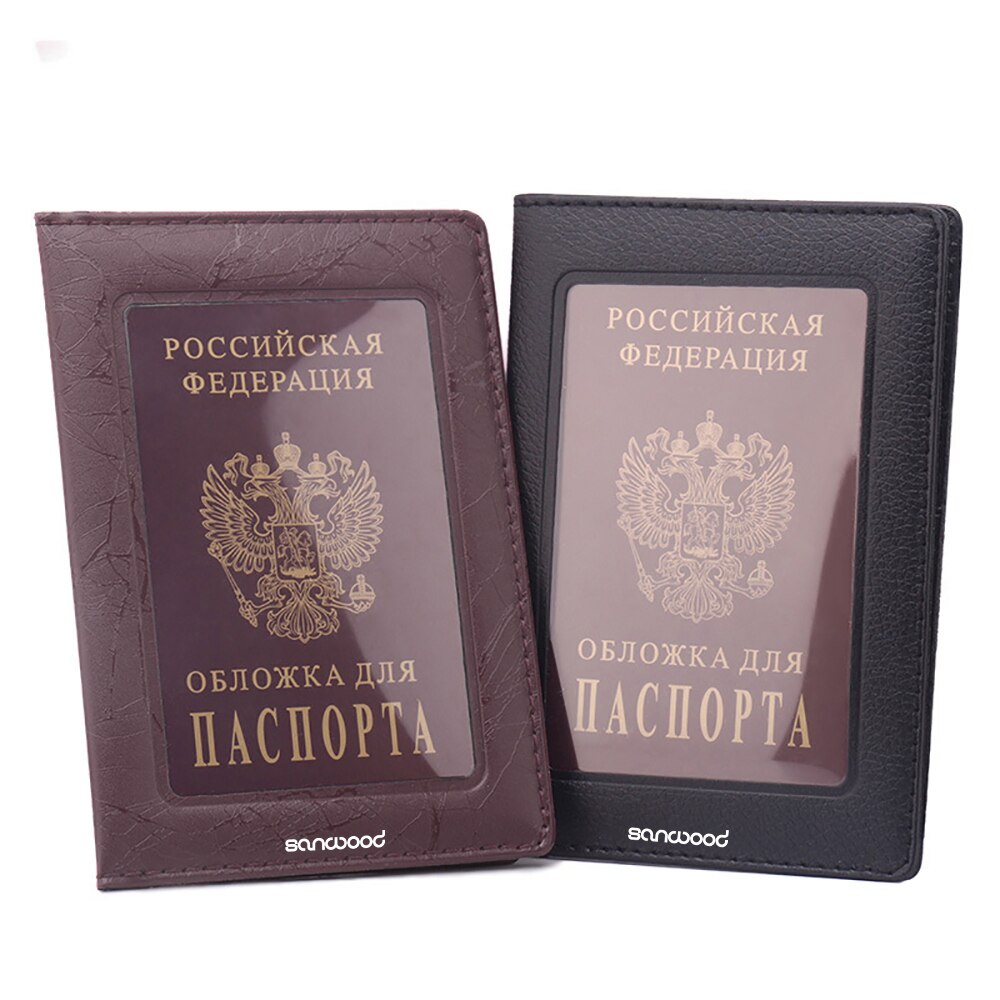 РОССИЙСКАЯ
ФЕДЕРАЦИЯ
ОБЛОЖКА ДЛЯ
ПАСПОРТА
sanwood
РОССИЙСКАЯ
ФЕДЕРАЦИЯ
ОБЛОЖКА ДЛЯ
ПАСПОРТА
sanwood